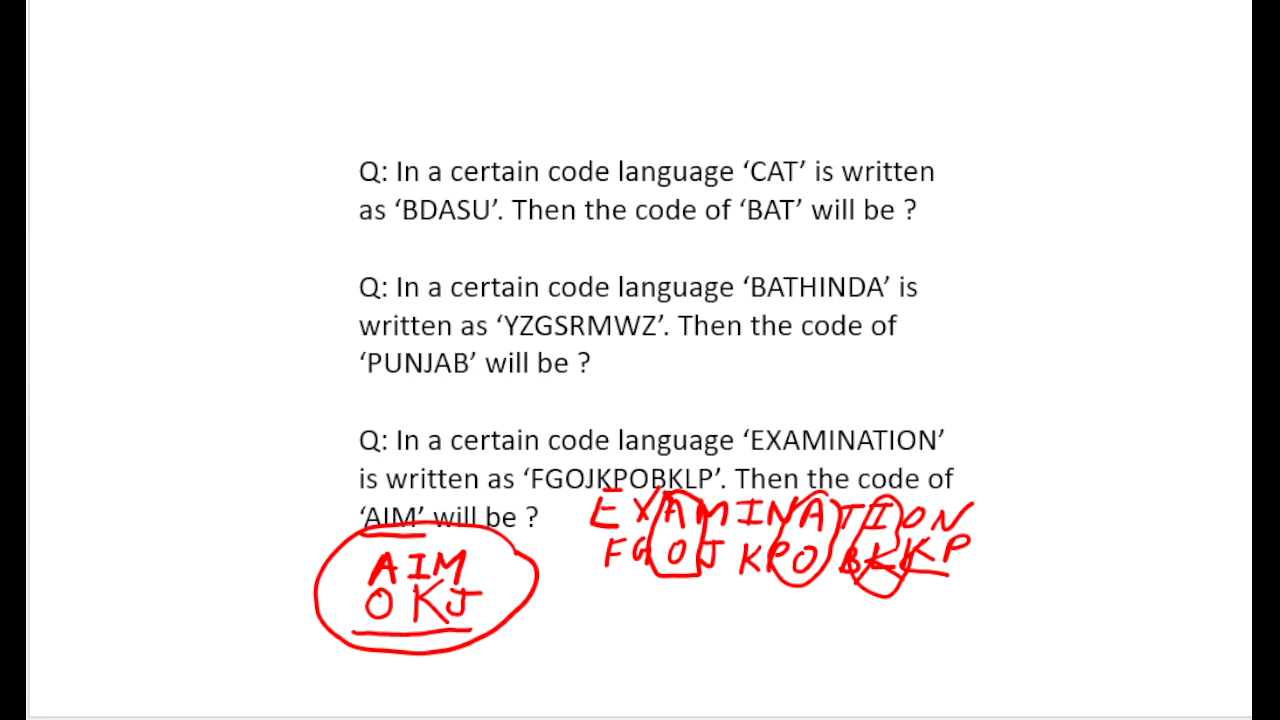 Q: In a certain code language ‘CAT’ is written
as ‘BDASU’. Then the code of ‘BAT’ will be ?
Q: In a certain code language ‘BATHINDA’ is
written as ‘YZGSRMWZ’. Then the code of
‘PUNJAB’ will be ?
Q: In a certain code language ‘EXAMINATION’
is written as ‘FGOJKPOBKLP’. Then the code of
‘AIM’ will be ?
EXAMINATION
FGOJKPOB KP
AIM
OKJ